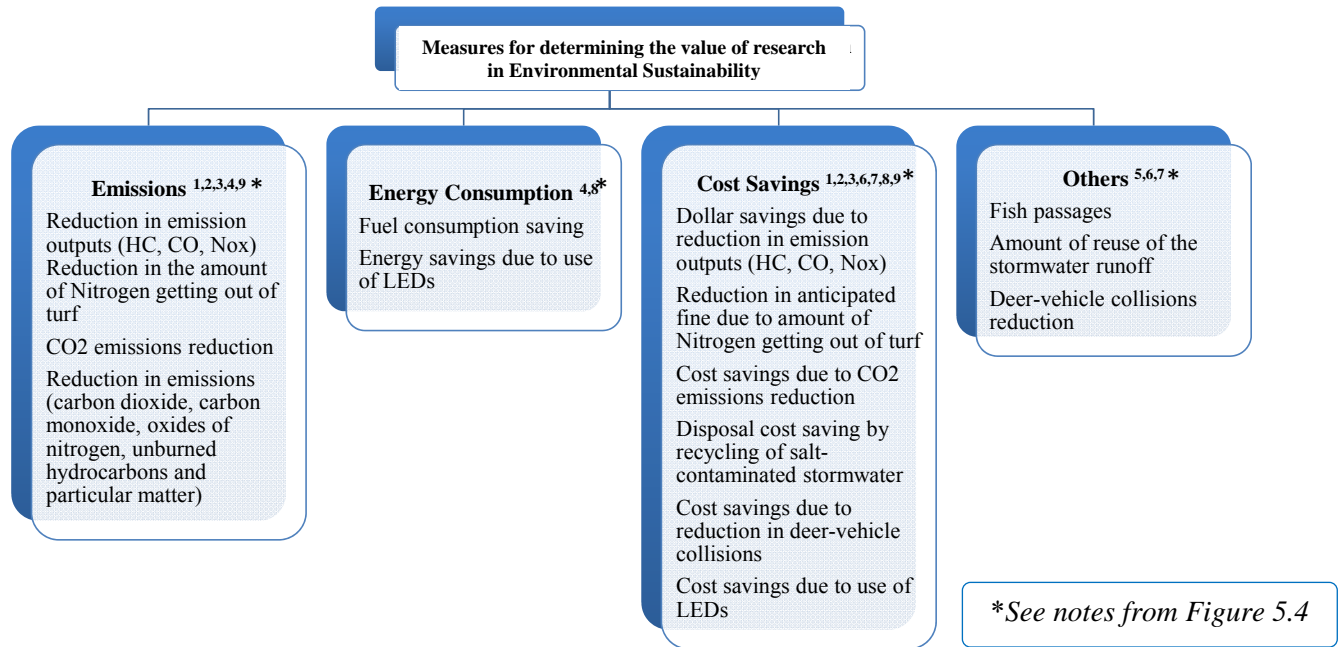 Measures for determining the value of research
in Environmental Sustainability
Emissions 1,2,3,4,9 *
Reduction in emission
outputs (HC, CO, Nox)
Reduction in the amount
of Nitrogen getting out of
turf
CO2 emissions reduction
Reduction in emissions
(carbon dioxide, carbon
monoxide, oxides of
nitrogen, unburned
hydrocarbons and
particular matter)
Energy Consumption 4,8*
Fuel consumption saving
Energy savings due to use
of LEDs
Cost Savings 1,2,3,6,7,8,9 *
Dollar savings due to
reduction in emission
outputs (HC, CO, Nox)
Reduction in anticipated
fine due to amount of
Nitrogen getting out of turf
Cost savings due to CO2
emissions reduction
Disposal cost saving by
recycling of salt-
contaminated stormwater
Cost savings due to
reduction in deer-vehicle
collisions
Cost savings due to use of
LEDs
Others 5,6,7 *
Fish passages
Amount of reuse of the
stormwater runoff
Deer-vehicle collisions
reduction
*See notes from Figure 5.4